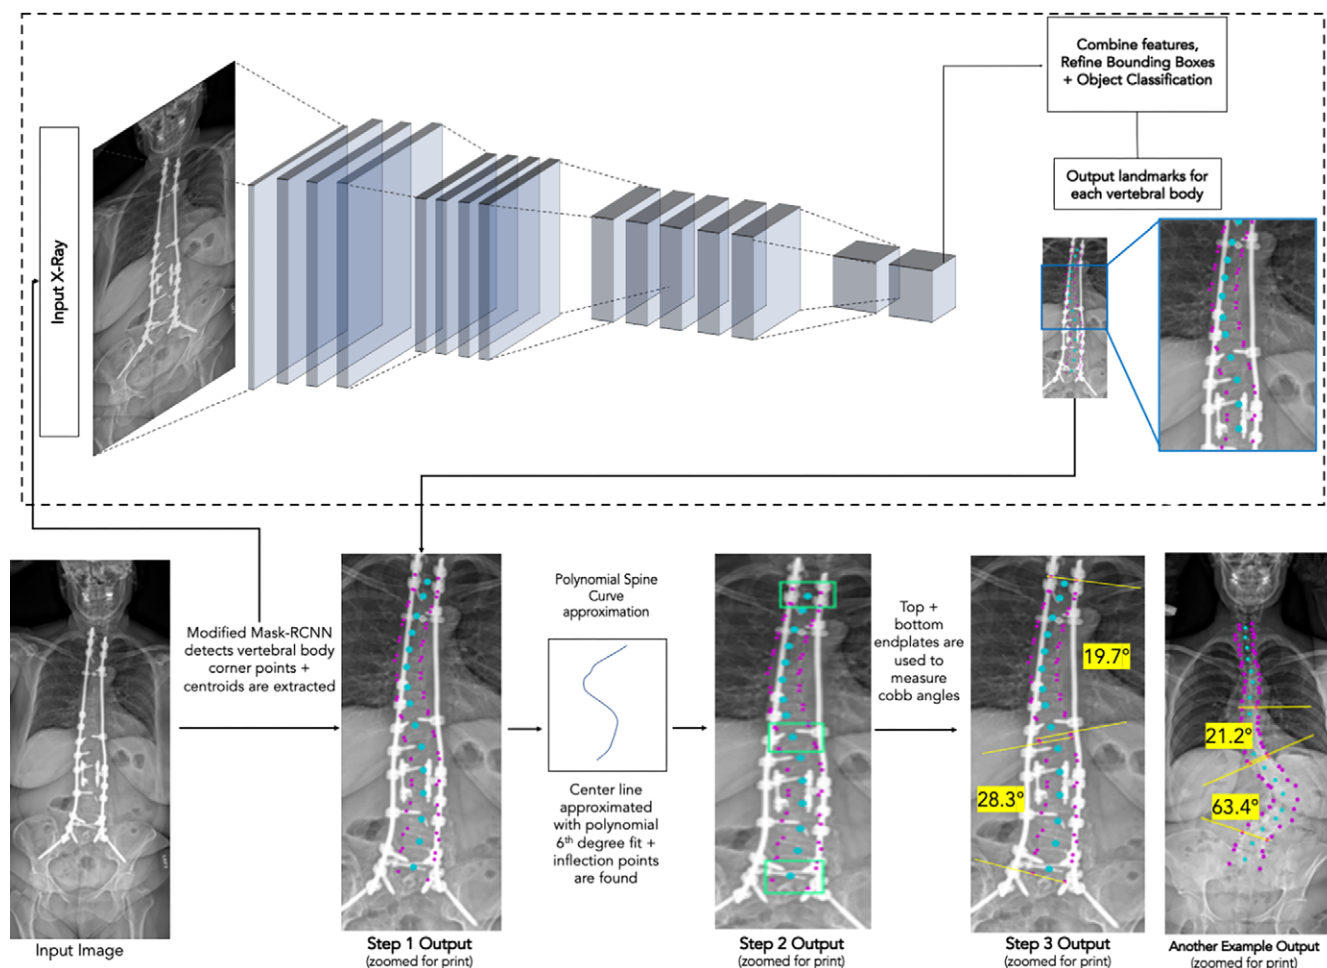 Input X-Ray
Combine features,
Refine Bounding Boxes
+ Object Classification
Output landmarks for
each vertebral body
Input Image
Modified Mask-RCNN
detects vertebral body
corner points +
centroids are extracted
Step 1 Output
(zoomed for print)
Polynomial Spine
Curve
approximation
Center line
approximated
with polynomial
6th degree fit +
inflection points
are found
Step 2 Output
(zoomed for print)
Top +
bottom
endplates are
used to
measure
cobb angles
19.7°
28.3°
Step 3 Output
(zoomed for print)
21.2°
63.4°
Another Example Output
(zoomed for print)